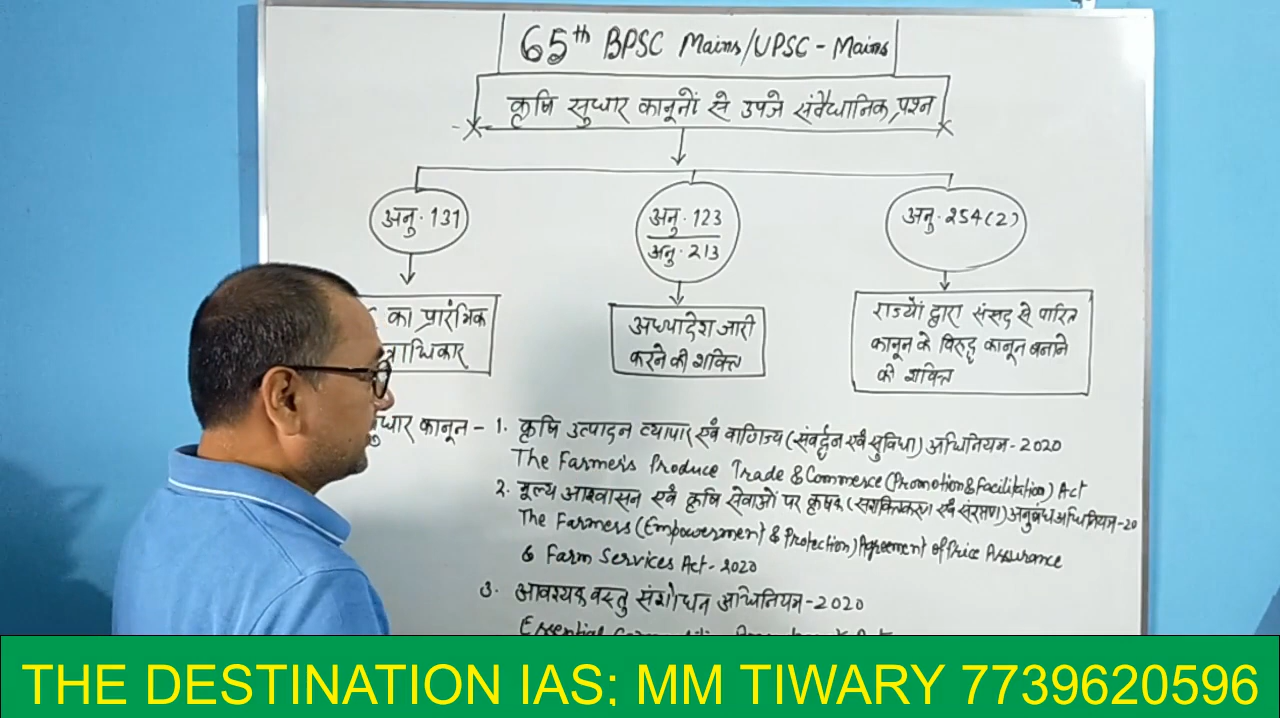 65th BPSC Mains/UPSC - Mains
कृषि सुधार कानूनों से उपजे संवैधानिक प्रश्न
अनु. 131
अनु. 123
अनु. 213
अनु. 254(2)
का प्रारंभिक
अध्यादेश जारी
करने की शक्ति
राज्यों द्वारा संसद से पारित
कानून के विरुद्ध कानून बनाने
की शक्ति
कानून - 1. कृषि उत्पादन व्यापार एवं वाणिज्य (संवर्द्धन एवं सुविधा) अधिनियम-2020
The Farmer's Produce Trade & Commerce (Promotion & Facilitation) Act
2. मूल्य आश्वासन एवं कृषि सेवाओं पर कृषक (सशक्तिकरण एवं संरक्षण) अनुबंध अधिनियम-20
The Farmers (Empowerment & Protection) Agreement of Price Assurance
& Farm Services Act - 2020
3. आवश्यक वस्तु संशोधन अधिनियम-2020
Essential
THE DESTINATION IAS; MM TIWARY 7739620596